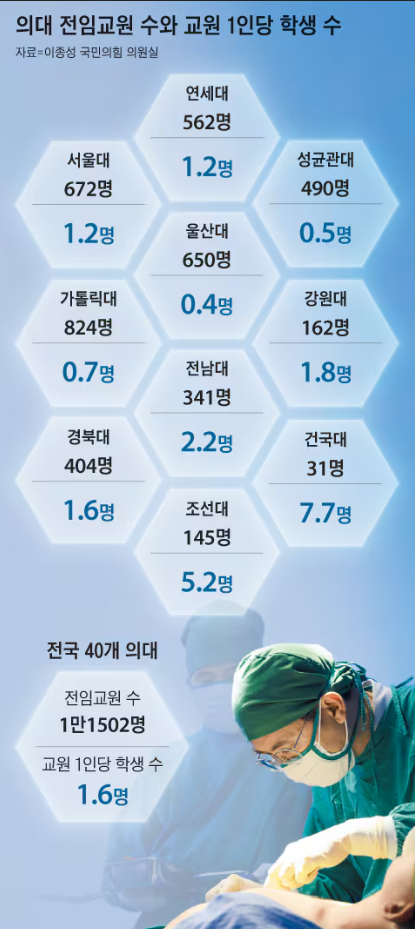 의대 전임교원 수와 교원 1인당 학생 수
자료=이종성 국민의힘 의원실
연세대
562명
1.2명
서울대
672명
1.2명
성균관대
490명
0.5명
울산대
650명
0.4명
가톨릭대
824명
0.7명
강원대
162명
1.8명
전남대
341명
2.2명
경북대
404명
1.6명
건국대
31명
7.7명
조선대
145명
5.2명
전국 40개 의대
전임교원 수
1만1502명
교원 1인당 학생 수
1.6명